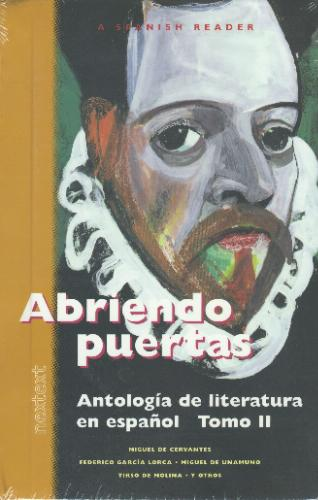 A SPANISH READER
Abriendo
puertas
nextext
Antología de literatura
en español Tomo II
MIGUEL DE CERVANTES
FEDERICO GARCÍA LORCA • MIGUEL DE UNAMUNO
TIRSO DE MOLINA • Y OTROS